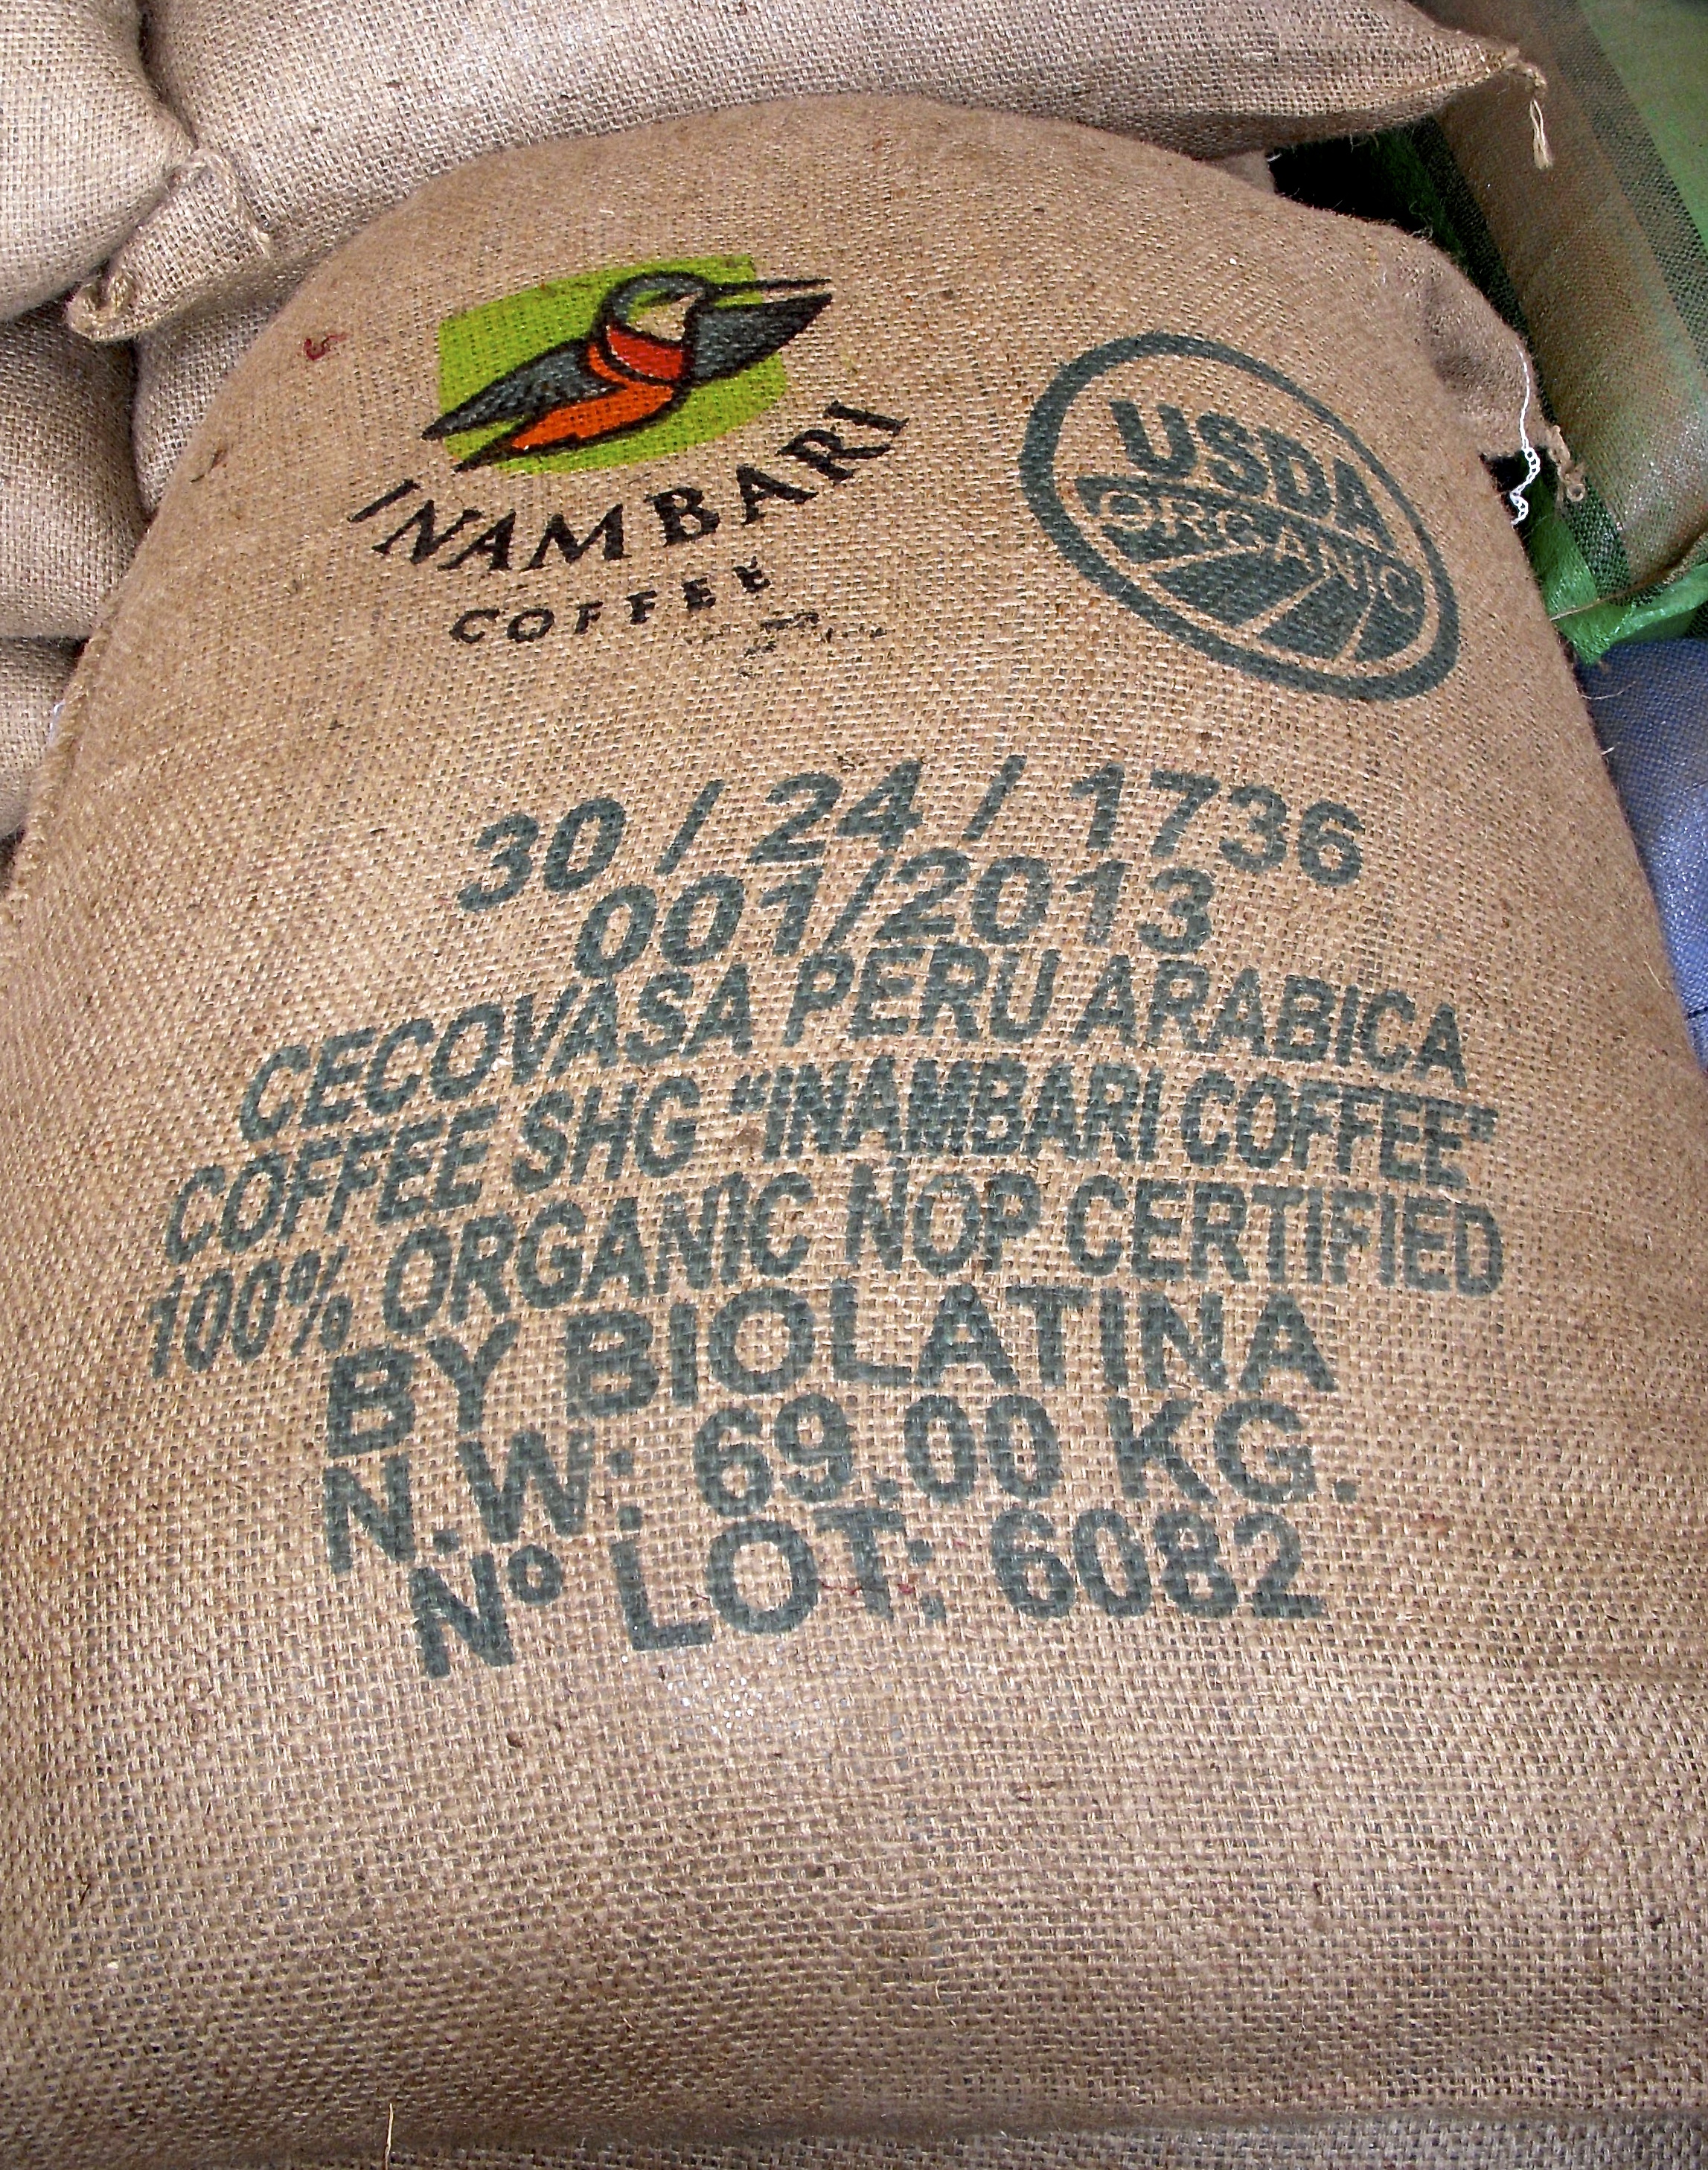 INAMBARI
COFFEE
USDA
ORGANIC
30 / 24 / 1736
001/2013
CECOVASA PERU ARABICA
COFFEE SHG “INAMBARI COFFEE”
100% ORGANIC NOP CERTIFIED
BY BIOLATINA
N.W.: 69.00 KG.
Nº LOT: 6082